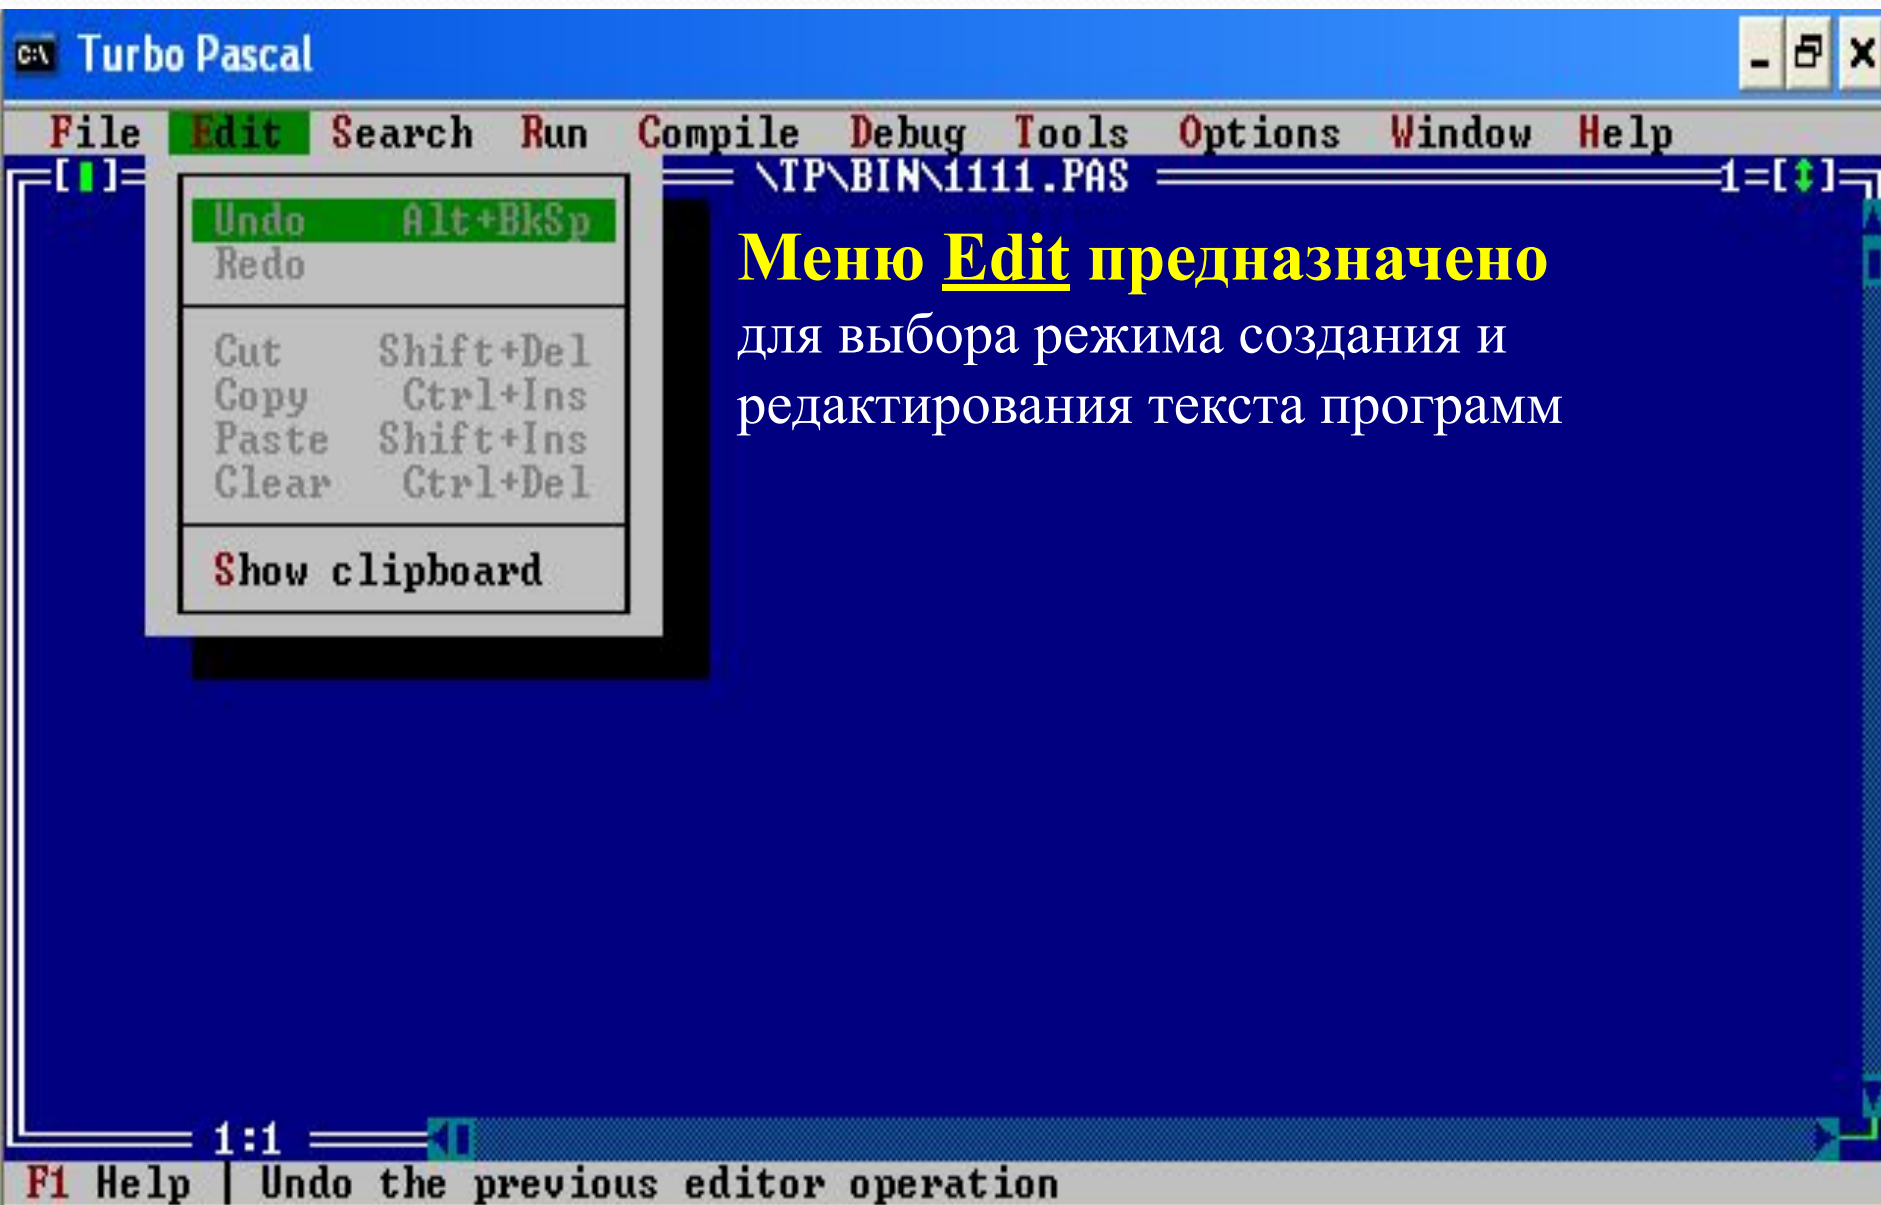 C:\ Turbo Pascal
File Edit Search Run Compile Debug Tools Options Window Help
\TP\BIN\1111.PAS 1=[↕]
Undo Alt+BkSp
Redo
Cut Shift+Del
Copy Ctrl+Ins
Paste Shift+Ins
Clear Ctrl+Del
Show clipboard
Меню Edit предназначено
для выбора режима создания и
редактирования текста программ
1:1
F1 Help | Undo the previous editor operation